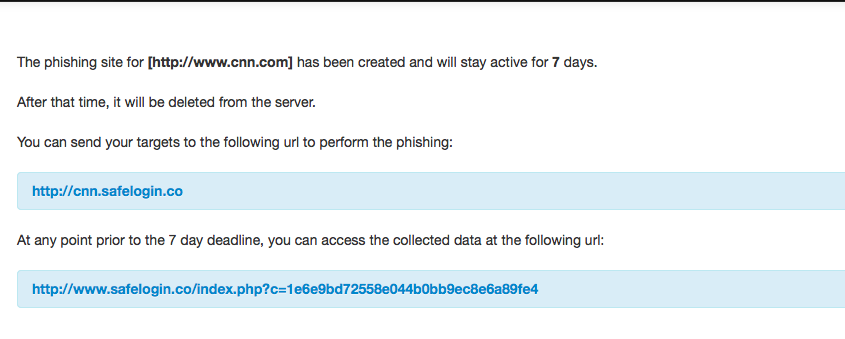 The phishing site for [http://www.cnn.com] has been created and will stay active for 7 days.
After that time, it will be deleted from the server.
You can send your targets to the following url to perform the phishing:
http://cnn.safelogin.co
At any point prior to the 7 day deadline, you can access the collected data at the following url:
http://www.safelogin.co/index.php?c=1e6e9bd72558e044b0bb9ec8e6a89fe4